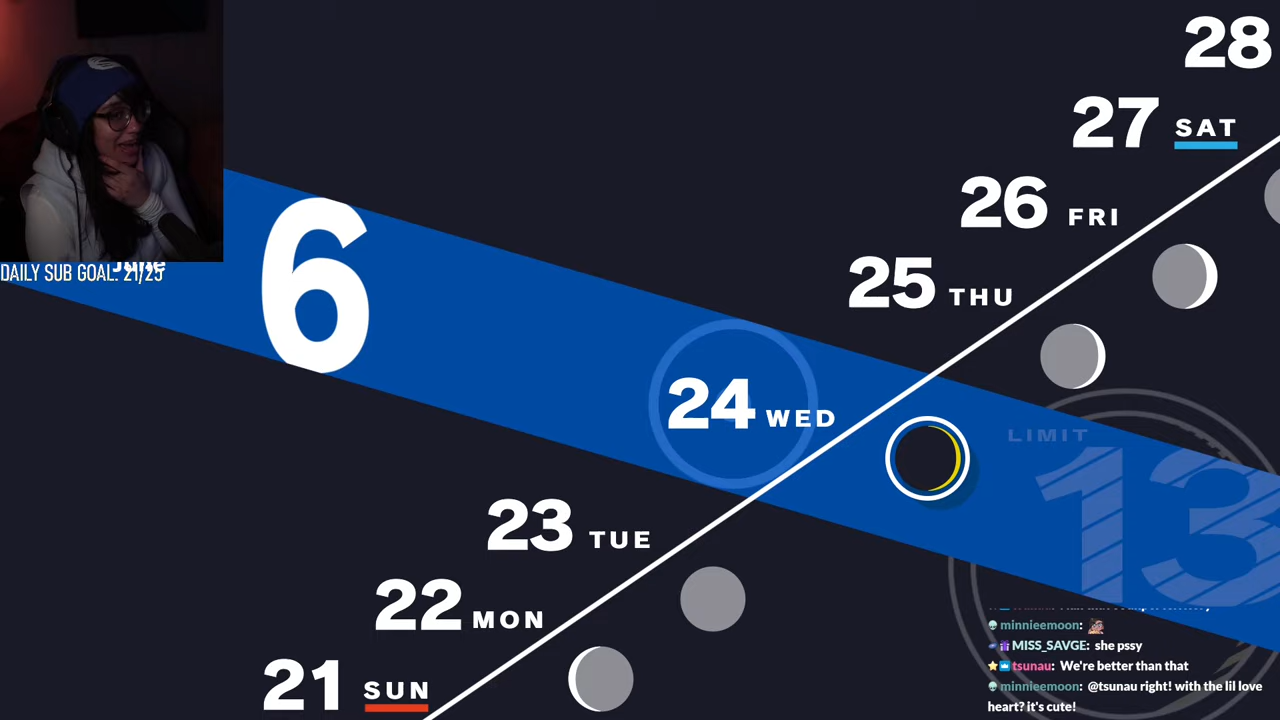 28
27 SAT
26 FRI
25 THU
June
DAILY SUB GOAL: 21/25
6
24 WED
LIMIT
13
23 TUE
22 MON
21 SUN
minnieemoon:
MISS_SAVGE: she pssy
tsunau: We're better than that
minnieemoon: @tsunau right! with the lil love
heart? it's cute!